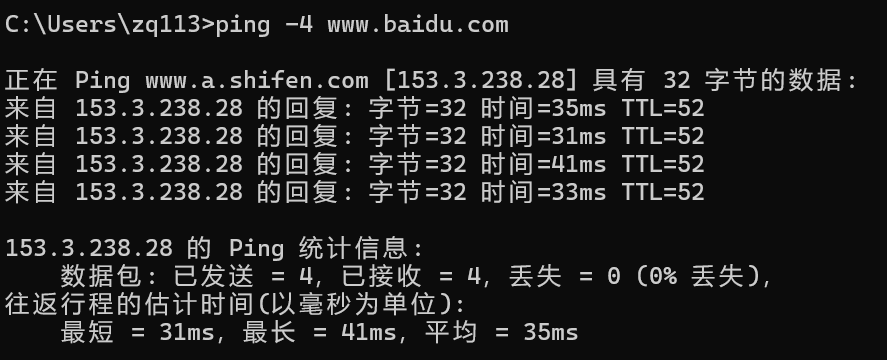 C:\Users\zq113>ping -4 www.baidu.com
正在 Ping www.a.shifen.com [153.3.238.28] 具有 32 字节的数据:
来自 153.3.238.28 的回复: 字节=32 时间=35ms TTL=52
来自 153.3.238.28 的回复: 字节=32 时间=31ms TTL=52
来自 153.3.238.28 的回复: 字节=32 时间=41ms TTL=52
来自 153.3.238.28 的回复: 字节=32 时间=33ms TTL=52
153.3.238.28 的 Ping 统计信息:
    数据包: 已发送 = 4, 已接收 = 4, 丢失 = 0 (0% 丢失),
往返行程的估计时间(以毫秒为单位):
    最短 = 31ms, 最长 = 41ms, 平均 = 35ms